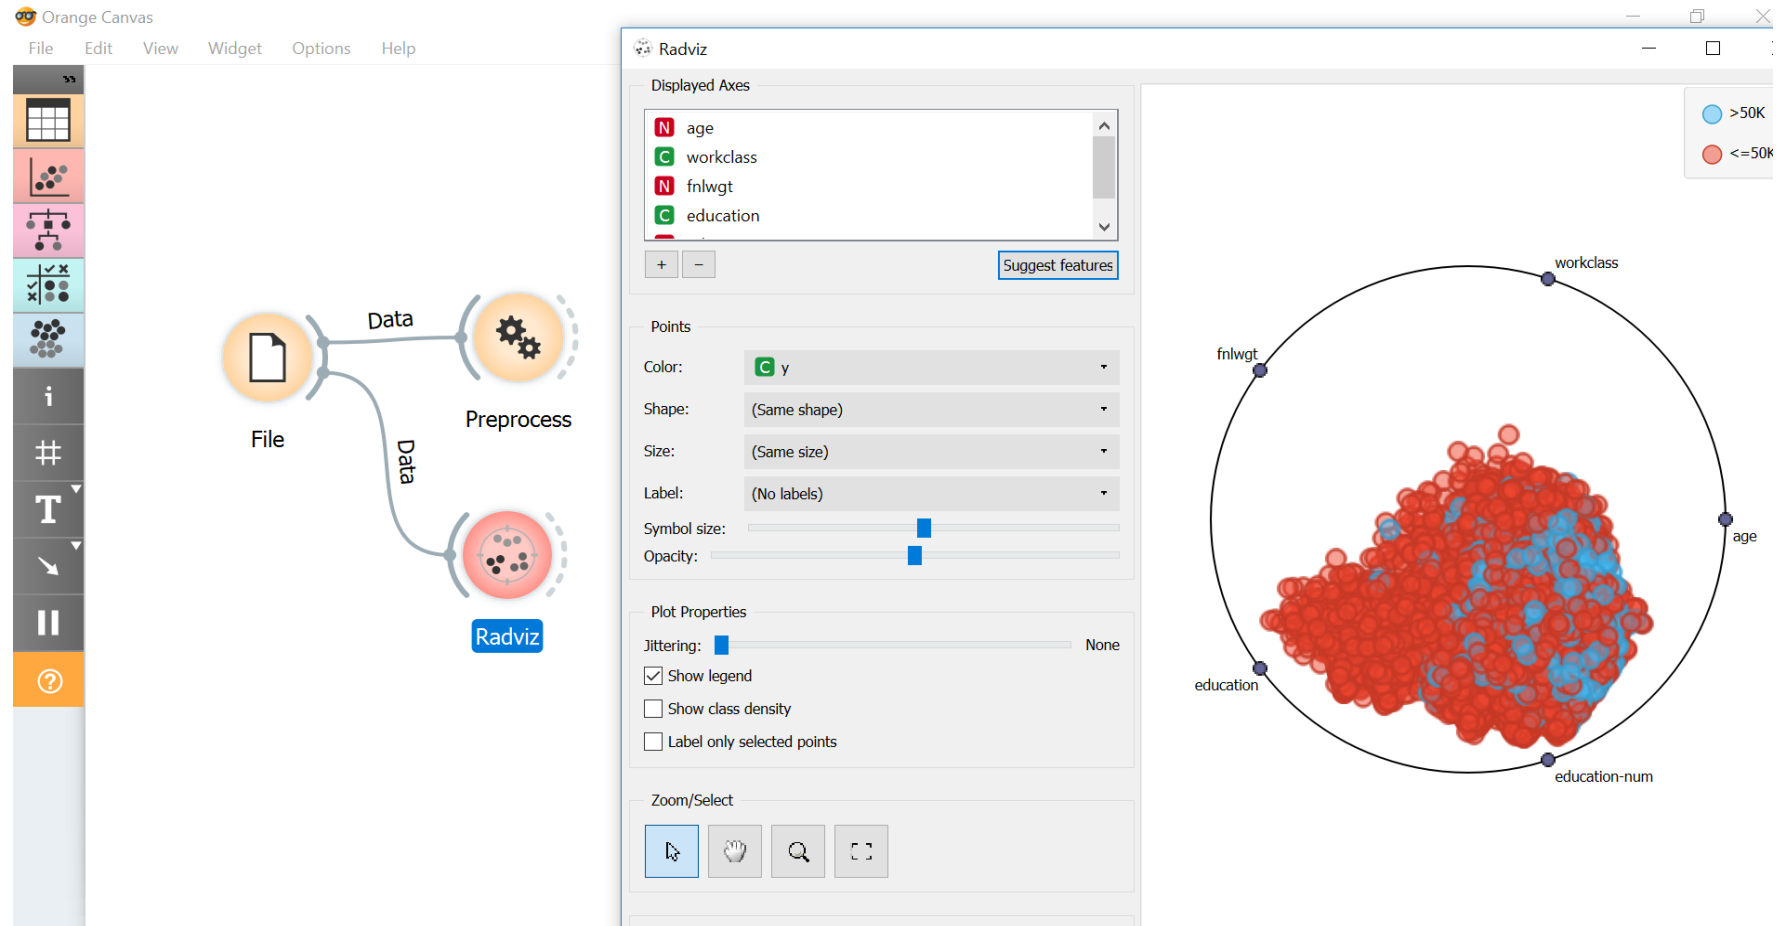 Orange Canvas
File Edit View Widget Options Help
Radviz
Displayed Axes
N age
C workclass
N fnlwgt
C education
+ −
Suggest features
Points
Color: C y
Shape: (Same shape)
Size: (Same size)
Label: (No labels)
Symbol size:
Opacity:
Plot Properties
Jittering: None
Show legend
Show class density
Label only selected points
Zoom/Select
Data
File
Preprocess
Data
Radviz
i
#
T
?
>50K
<=50K
workclass
fnlwgt
age
education
education-num